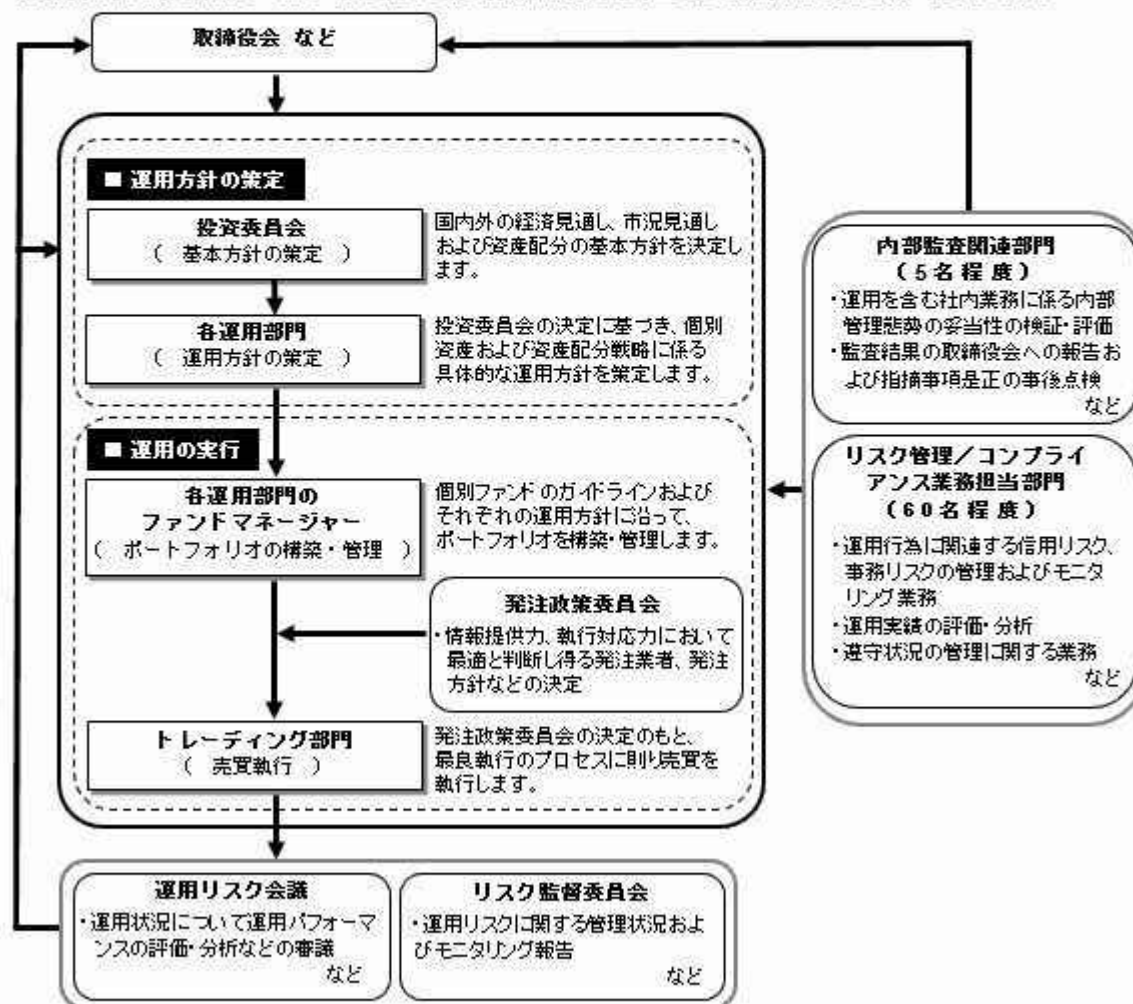 取締役会 など
■ 運用方針の策定
投資委員会
( 基本方針の策定 )
国内外の経済見通し、市況見通し
および資産配分の基本方針を決定し
ます。
各運用部門
( 運用方針の策定 )
投資委員会の決定に基づき、個別
資産および資産配分戦略に係る
具体的な運用方針を策定します。
■ 運用の実行
各運用部門の
ファンドマネージャー
( ポートフォリオの構築・管理 )
個別ファンドのガイドラインおよび
それぞれの運用方針に沿って、
ポートフォリオを構築・管理します。
発注政策委員会
・情報提供力、執行対応力において
最適と判断し得る発注業者、発注
方針などの決定
トレーディング部門
( 売買執行 )
発注政策委員会の決定のもと、
最良執行のプロセスに則り売買を
執行します。
内部監査関連部門
(5名程度)
・運用を含む社内業務に係る内部
管理態勢の妥当性の検証・評価
・監査結果の取締役会への報告お
よび指摘事項是正の事後点検
など
リスク管理/コンプライ
アンス業務担当部門
(60名程度)
・運用行為に関連する信用リスク、
事務リスクの管理およびモニタ
リング業務
・運用実績の評価・分析
・遵守状況の管理に関する業務
など
運用リスク会議
・運用状況について運用パフォーマ
ンスの評価・分析などの審議
など
リスク監督委員会
・運用リスクに関する管理状況およ
びモニタリング報告
など